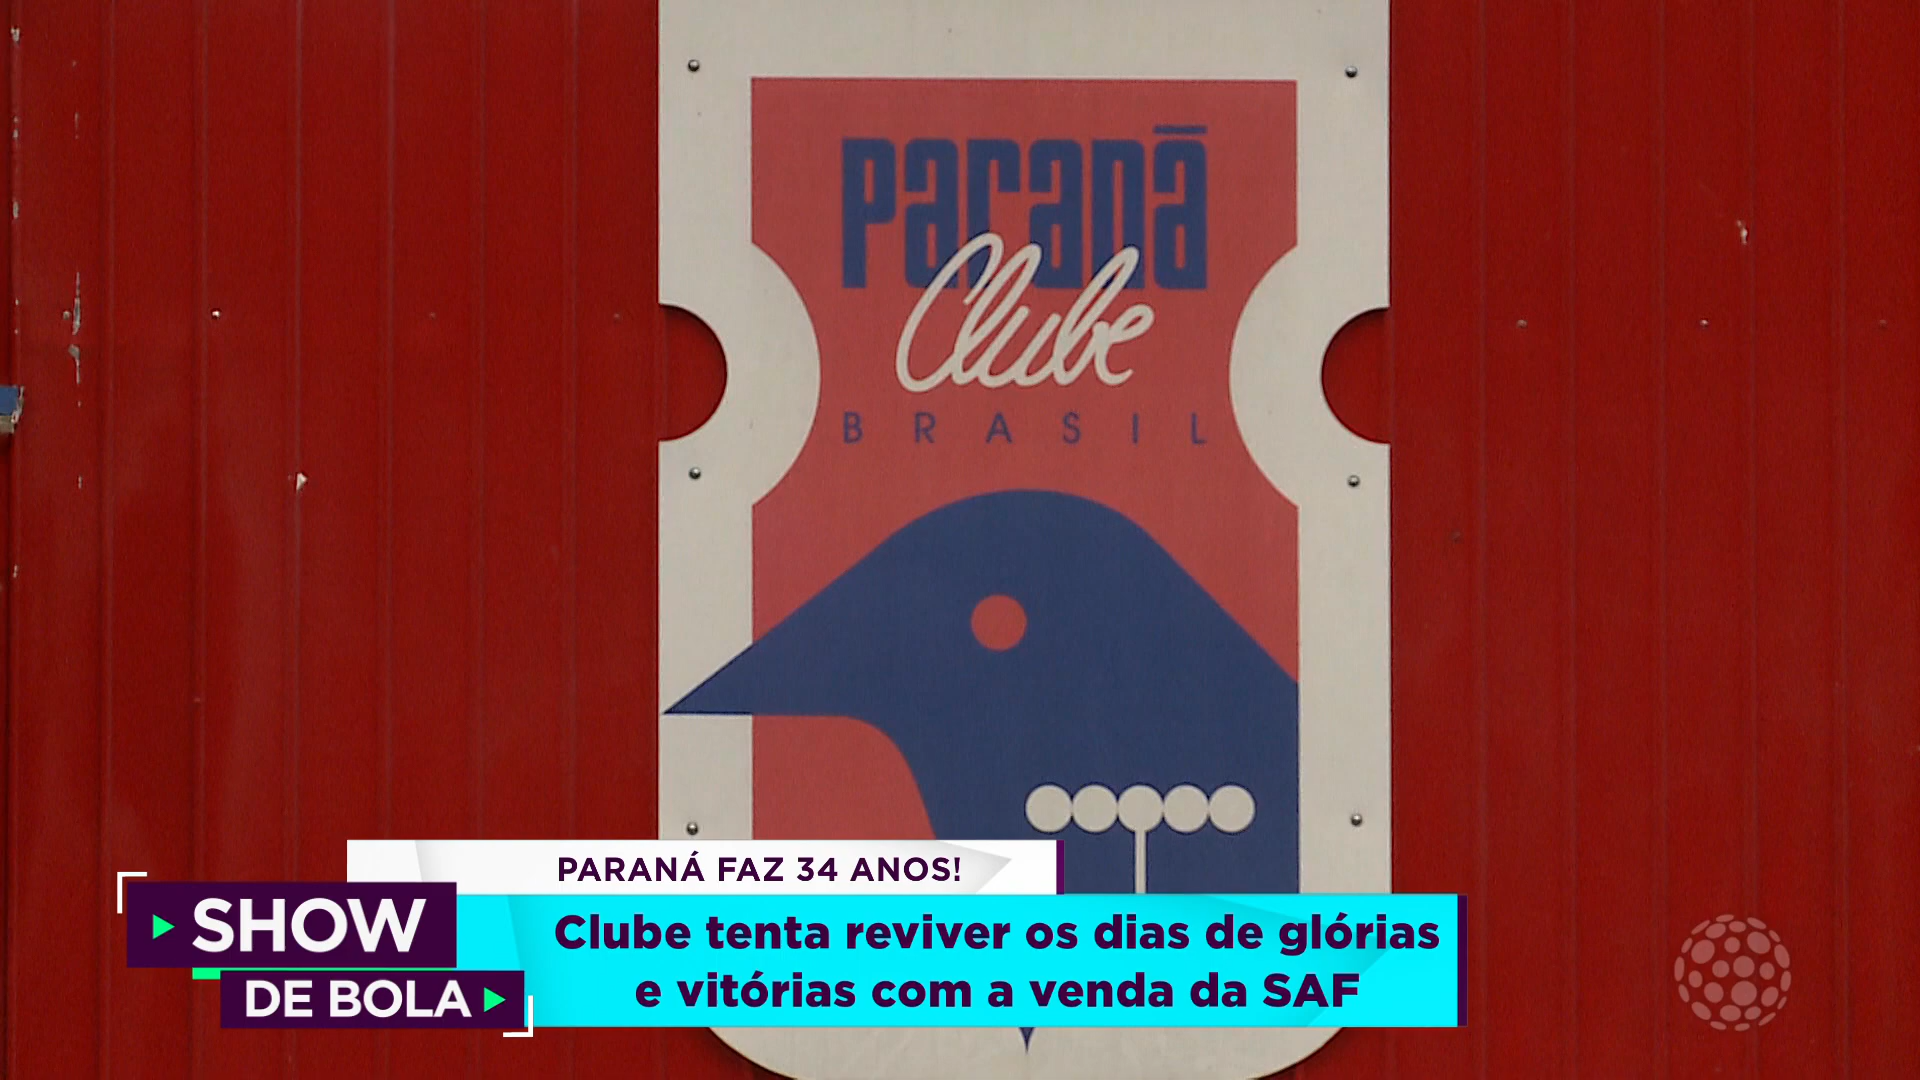 Paranã
Clube
BRASIL
PARANÁ FAZ 34 ANOS!
SHOW
DE BOLA
Clube tenta reviver os dias de glórias
e vitórias com a venda da SAF